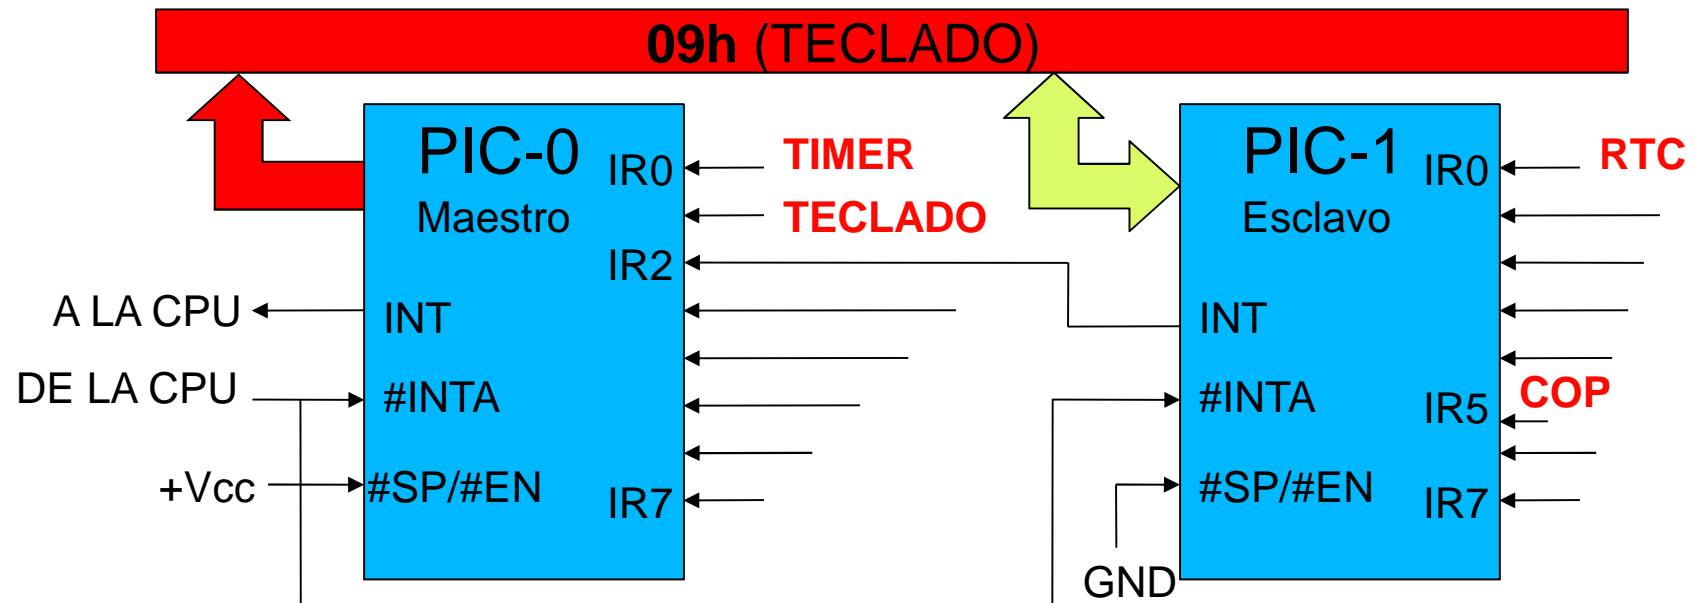 09h (TECLADO)
PIC-0
Maestro
IR0
TIMER
TECLADO
IR2
A LA CPU
INT
DE LA CPU
#INTA
+Vcc
#SP/#EN
IR7
PIC-1
Esclavo
IR0
RTC
INT
#INTA
COP
IR5
#SP/#EN
IR7
GND